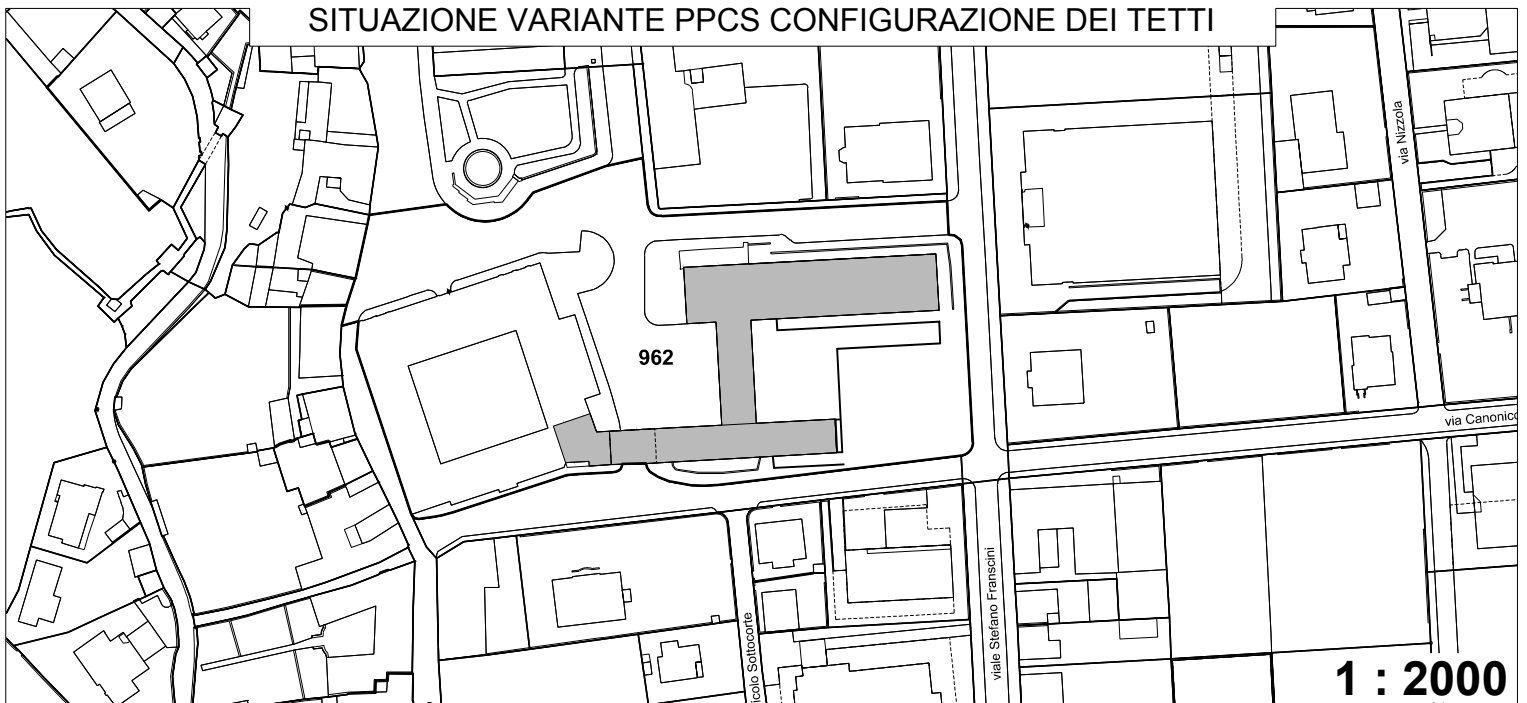 SITUAZIONE VARIANTE PPCS CONFIGURAZIONE DEI TETTI
via Nizzola
962
via Canonico
viale Stefano Franscini
icolo Sottocorte
1 : 2000